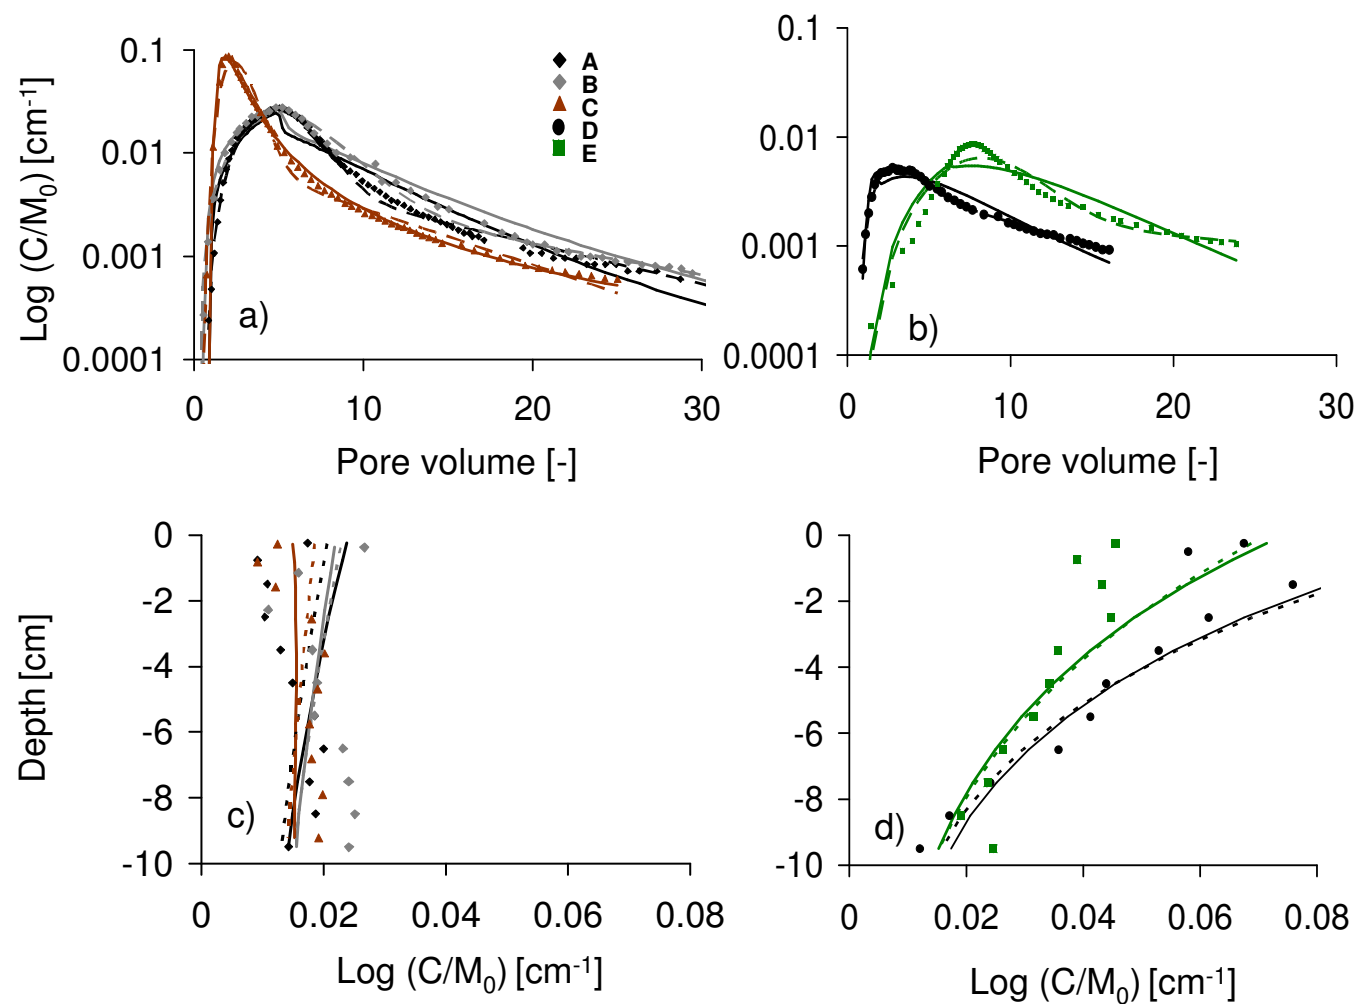 0.1
0.01
0.001
0.0001
Log (C/M0) [cm-1]
A
B
C
D
E
a)
0
10
20
30
Pore volume [-]
0.1
0.01
0.001
0.0001
b)
0
10
20
30
Pore volume [-]
0
-2
-4
-6
-8
-10
Depth [cm]
c)
0
0.02
0.04
0.06
0.08
Log (C/M0) [cm-1]
0
-2
-4
-6
-8
-10
d)
0
0.02
0.04
0.06
0.08
Log (C/M0) [cm-1]